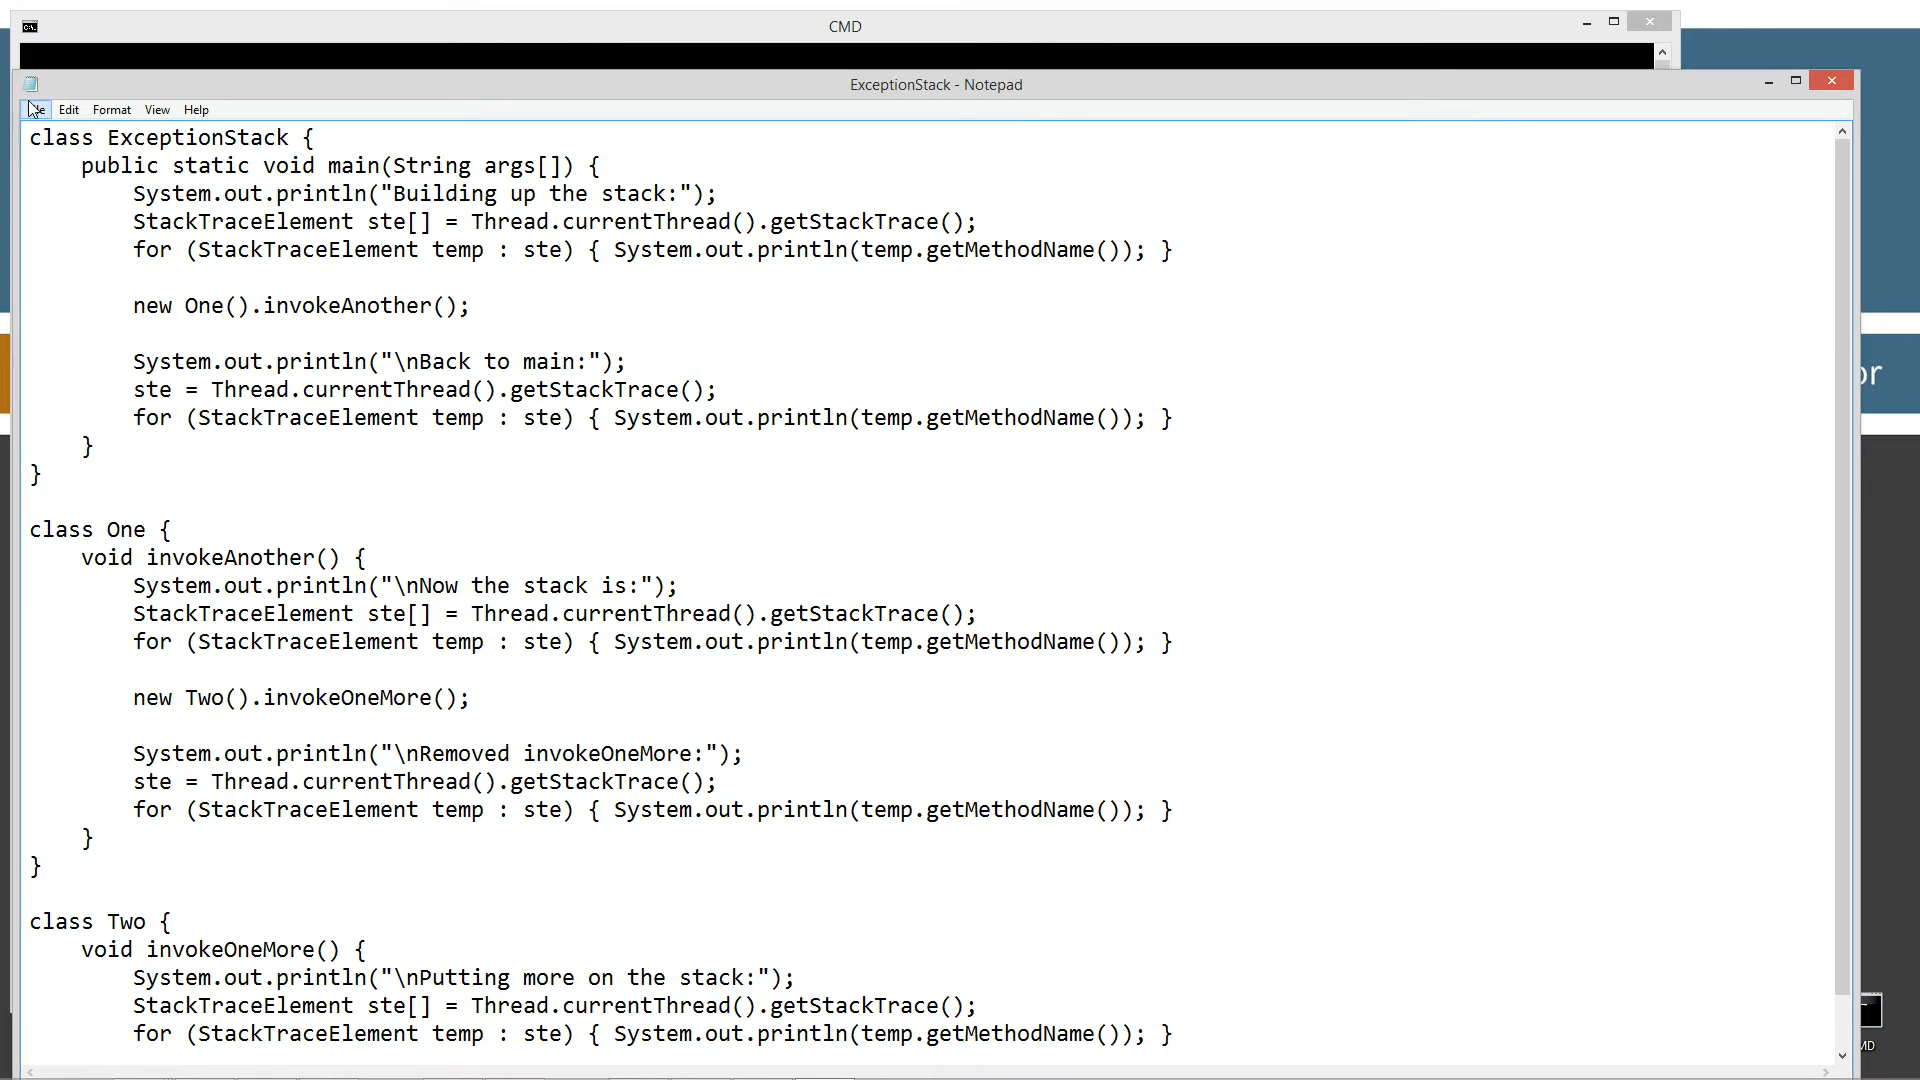 CMD
ExceptionStack - Notepad
Edit Format View Help
class ExceptionStack {
    public static void main(String args[]) {
        System.out.println("Building up the stack:");
        StackTraceElement ste[] = Thread.currentThread().getStackTrace();
        for (StackTraceElement temp : ste) { System.out.println(temp.getMethodName()); }
        new One().invokeAnother();
        System.out.println("\nBack to main:");
        ste = Thread.currentThread().getStackTrace();
        for (StackTraceElement temp : ste) { System.out.println(temp.getMethodName()); }
    }
}
class One {
    void invokeAnother() {
        System.out.println("\nNow the stack is:");
        StackTraceElement ste[] = Thread.currentThread().getStackTrace();
        for (StackTraceElement temp : ste) { System.out.println(temp.getMethodName()); }
        new Two().invokeOneMore();
        System.out.println("\nRemoved invokeOneMore:");
        ste = Thread.currentThread().getStackTrace();
        for (StackTraceElement temp : ste) { System.out.println(temp.getMethodName()); }
    }
}
class Two {
    void invokeOneMore() {
        System.out.println("\nPutting more on the stack:");
        StackTraceElement ste[] = Thread.currentThread().getStackTrace();
        for (StackTraceElement temp : ste) { System.out.println(temp.getMethodName()); }